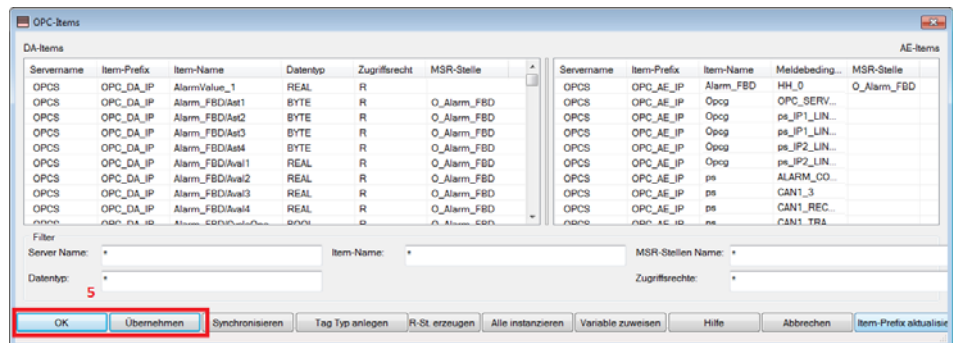 OPC-Items
DA-Items AE-Items
Servername Item-Prefix Item-Name Datentyp Zugriffsrecht MSR-Stelle Servername Item-Prefix Item-Name Meldebeding... MSR-Stelle
OPCS OPC_DA_IP AlarmValue_1 REAL R OPCS OPC_AE_IP Alarm_FBD HH_0 O_Alarm_FBD
OPCS OPC_DA_IP Alarm_FBD/Ast1 BYTE R O_Alarm_FBD OPCS OPC_AE_IP Opcg OPC_SERV...
OPCS OPC_DA_IP Alarm_FBD/Ast2 BYTE R O_Alarm_FBD OPCS OPC_AE_IP Opcg ps_IP1_LIN...
OPCS OPC_DA_IP Alarm_FBD/Ast3 BYTE R O_Alarm_FBD OPCS OPC_AE_IP Opcg ps_IP1_LIN...
OPCS OPC_DA_IP Alarm_FBD/Ast4 BYTE R O_Alarm_FBD OPCS OPC_AE_IP Opcg ps_IP2_LIN...
OPCS OPC_DA_IP Alarm_FBD/Aval1 REAL R O_Alarm_FBD OPCS OPC_AE_IP Opcg ps_IP2_LIN...
OPCS OPC_DA_IP Alarm_FBD/Aval2 REAL R O_Alarm_FBD OPCS OPC_AE_IP ps ALARM_CO...
OPCS OPC_DA_IP Alarm_FBD/Aval3 REAL R O_Alarm_FBD OPCS OPC_AE_IP ps CAN1_3
OPCS OPC_DA_IP Alarm_FBD/Aval4 REAL R O_Alarm_FBD OPCS OPC_AE_IP ps CAN1_REC...
OPCS OPC_DA_IP BOOL R O_Alarm_FBD OPCS OPC_AE_IP ps CAN1_TRA...
Filter
Server Name: * Item-Name: * MSR-Stellen Name: *
Datentyp: * Zugriffsrechte: *
5
OK Übernehmen Synchronisieren Tag Typ anlegen R-St. erzeugen Alle instanzieren Variable zuweisen Hilfe Abbrechen Item-Prefix aktualisie